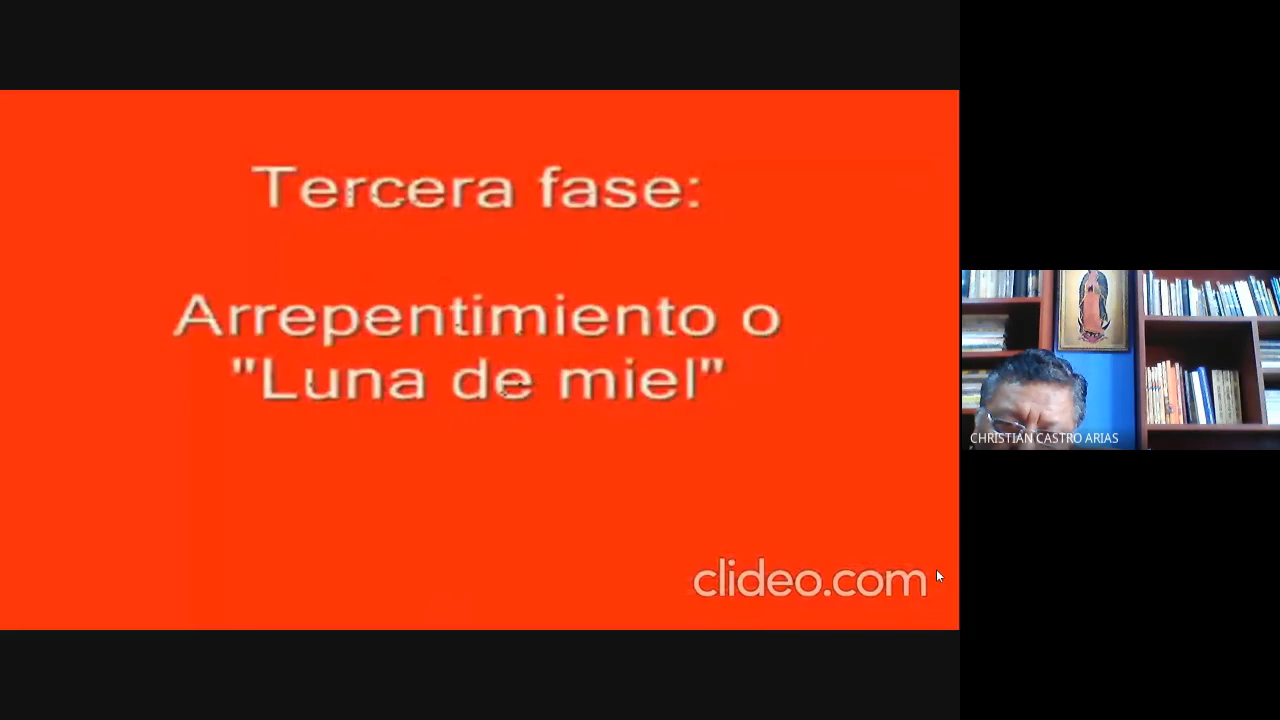 Tercera fase:
Arrepentimiento o
"Luna de miel"
clideo.com
CHRISTIAN CASTRO ARIAS